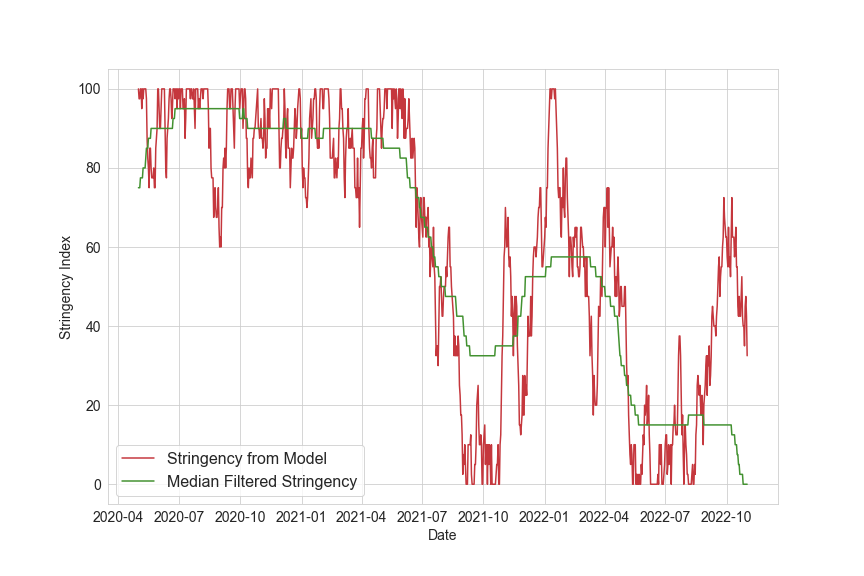 Stringency Index
100
80
60
40
20
0
Stringency from Model
Median Filtered Stringency
2020-04 2020-07 2020-10 2021-01 2021-04 2021-07 2021-10 2022-01 2022-04 2022-07 2022-10
Date